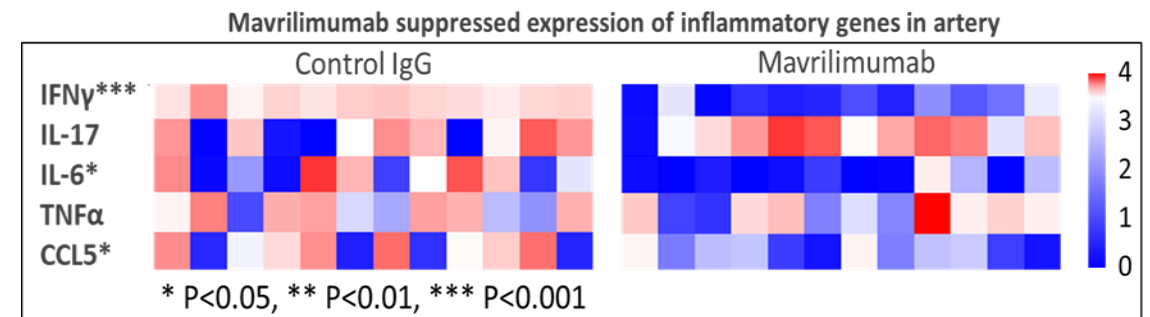 Mavrilimumab suppressed expression of inflammatory genes in artery
Control IgG
Mavrilimumab
IFNγ***
IL-17
IL-6*
TNFα
CCL5*
4
3
2
1
0
* P<0.05, ** P<0.01, *** P<0.001